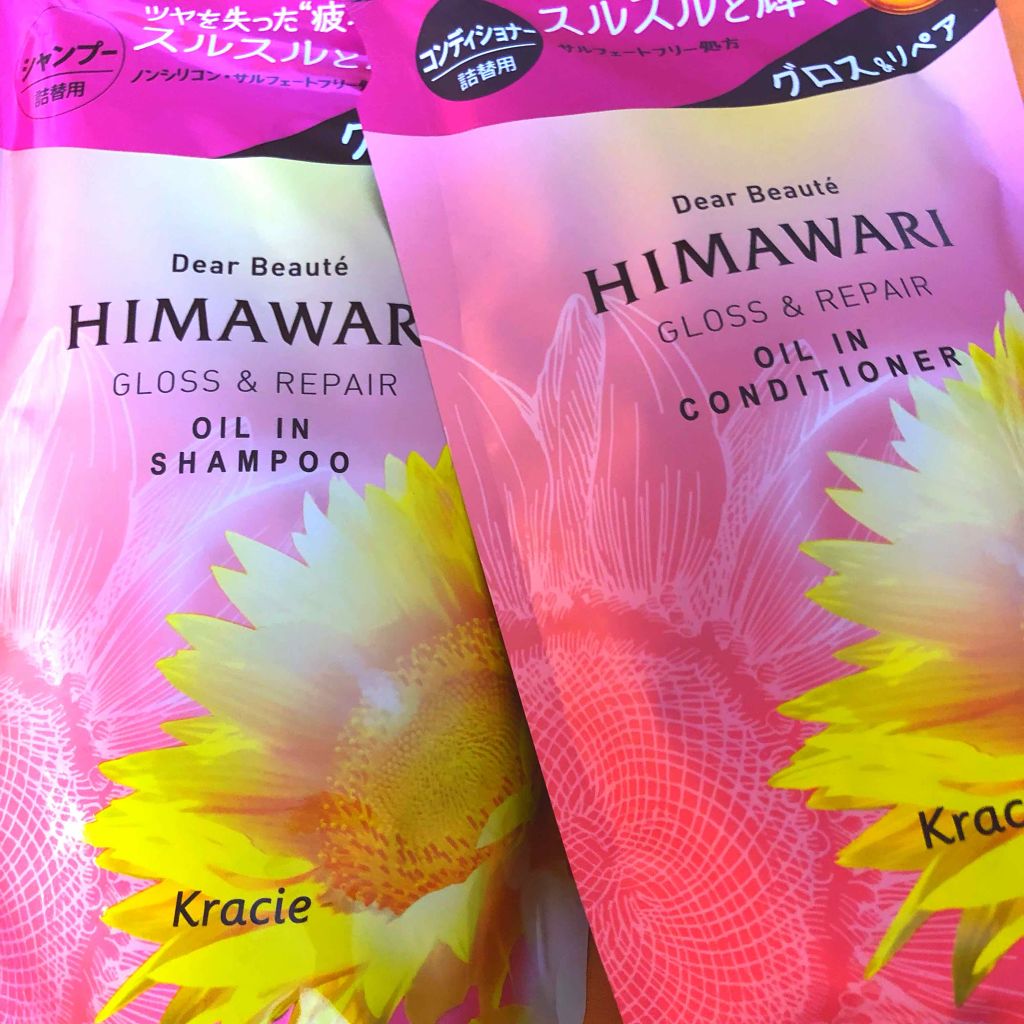 シャンプー
詰替用
ツヤを失った“疲
スルスルと
ノンシリコン・サルフェートフリー処
Dear Beauté
HIMAWAR
GLOSS & REPAIR
OIL IN
SHAMPOO
Kracie
コンディショナー
詰替用
スルスルと輝
サルフェートフリー処方
グロス&リペア
Dear Beauté
HIMAWARI
GLOSS & REPAIR
OIL IN
CONDITIONER
Krac